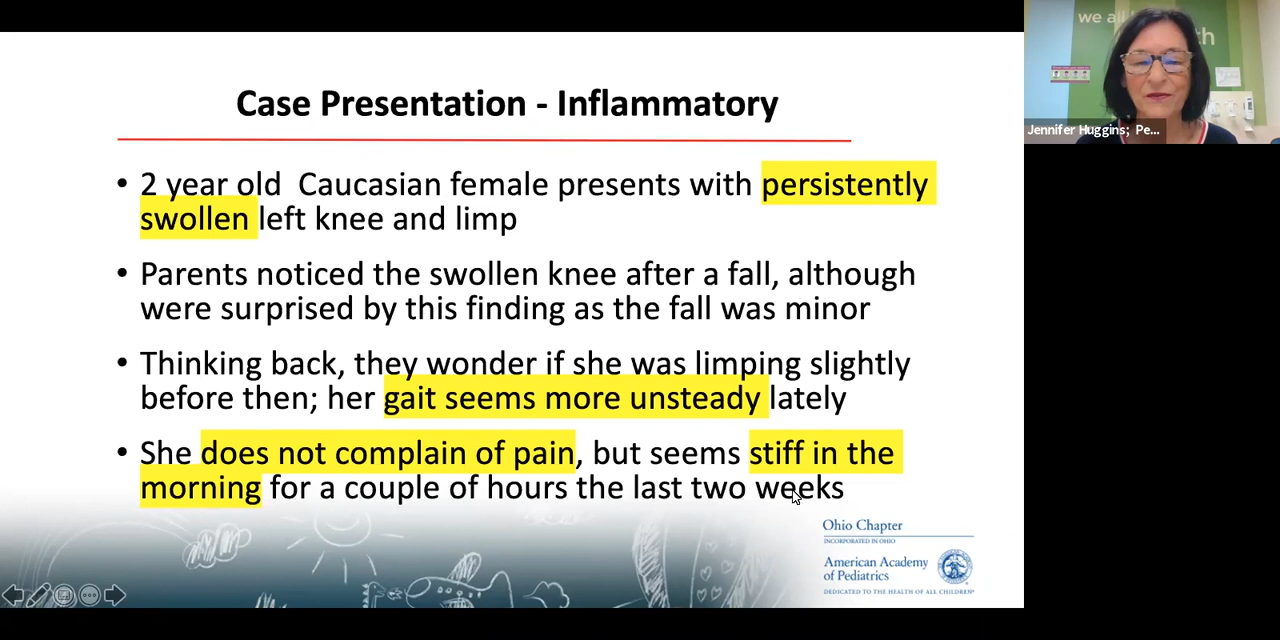 Case Presentation - Inflammatory
• 2 year old Caucasian female presents with persistently
swollen left knee and limp
• Parents noticed the swollen knee after a fall, although
were surprised by this finding as the fall was minor
• Thinking back, they wonder if she was limping slightly
before then; her gait seems more unsteady lately
• She does not complain of pain, but seems stiff in the
morning for a couple of hours the last two weeks
Ohio Chapter
INCORPORATED IN OHIO
American Academy
of Pediatrics
DEDICATED TO THE HEALTH OF ALL CHILDREN
we all
th
Jennifer Huggins; Pe...